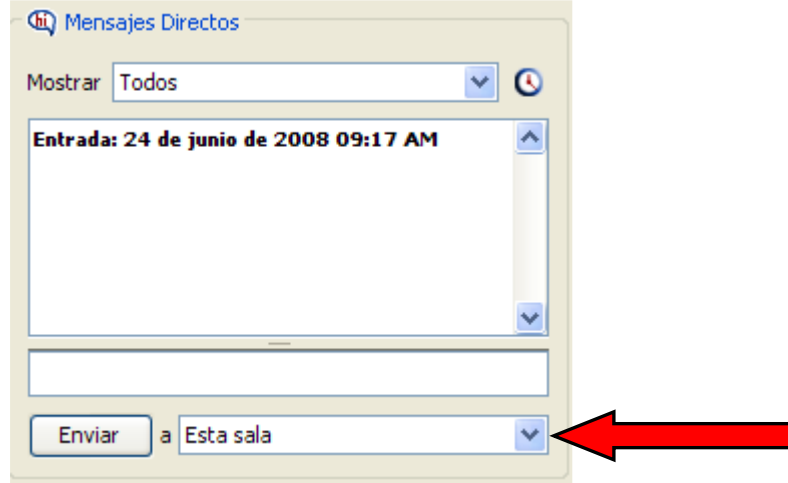 hi Mensajes Directos
Mostrar Todos
Entrada: 24 de junio de 2008 09:17 AM
Enviar a Esta sala